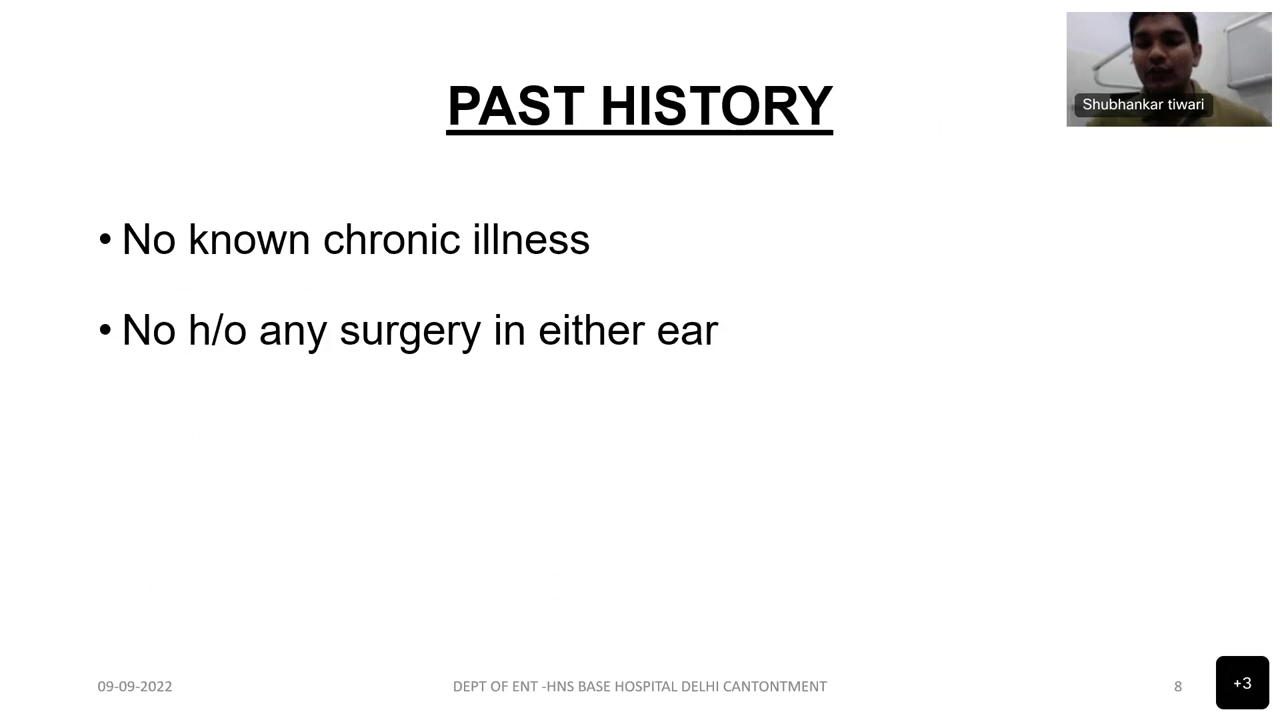 Shubhankar tiwari
PAST HISTORY
• No known chronic illness
• No h/o any surgery in either ear
09-09-2022
DEPT OF ENT -HNS BASE HOSPITAL DELHI CANTONTMENT
8
+3